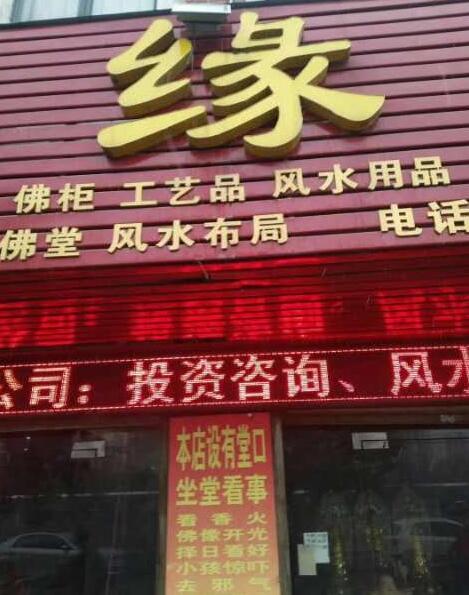 缘
佛柜 工艺品 风水用品
佛堂 风水布局 电话
公司：投资咨询、风水
本店设有堂口
坐堂看事
看香火
佛像开光
择日看好
小孩惊吓
去邪气